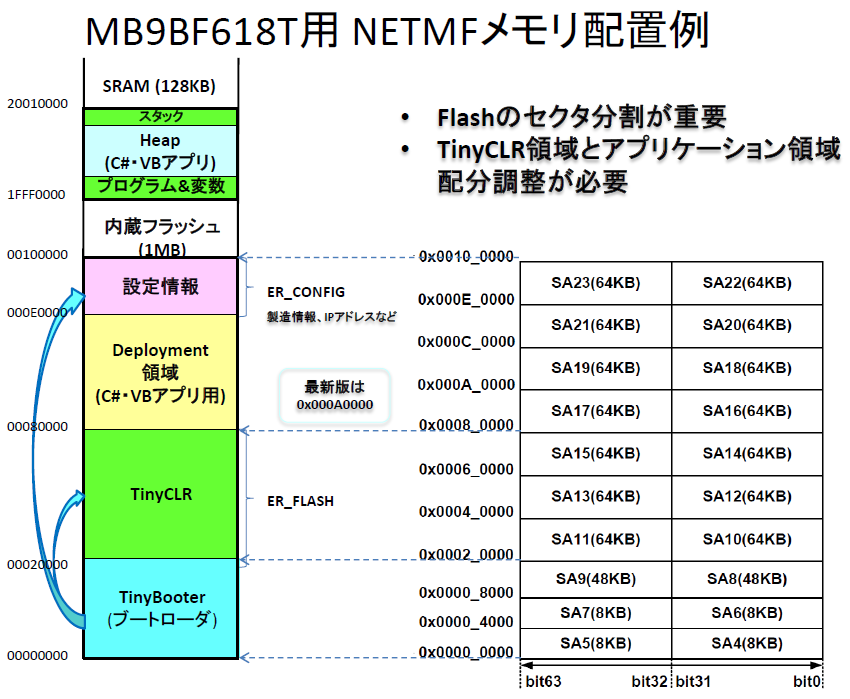 MB9BF618T用 NETMFメモリ配置例
SRAM (128KB)
20010000
スタック
Heap
(C#・VBアプリ)
プログラム&変数
1FFF0000
内蔵フラッシュ
(1MB)
00100000
設定情報
000E0000
Deployment
領域
(C#・VBアプリ用)
00080000
TinyCLR
00020000
TinyBooter
(ブートローダ)
00000000
ER_CONFIG
製造情報、IPアドレスなど
最新版は
0x000A0000
ER_FLASH
• Flashのセクタ分割が重要
• TinyCLR領域とアプリケーション領域
配分調整が必要
0x0010_0000
SA23(64KB) SA22(64KB)
0x000E_0000
SA21(64KB) SA20(64KB)
0x000C_0000
SA19(64KB) SA18(64KB)
0x000A_0000
SA17(64KB) SA16(64KB)
0x0008_0000
SA15(64KB) SA14(64KB)
0x0006_0000
SA13(64KB) SA12(64KB)
0x0004_0000
SA11(64KB) SA10(64KB)
0x0002_0000
SA9(48KB) SA8(48KB)
0x0000_8000
SA7(8KB) SA6(8KB)
0x0000_4000
SA5(8KB) SA4(8KB)
0x0000_0000
bit63 bit32 bit31 bit0